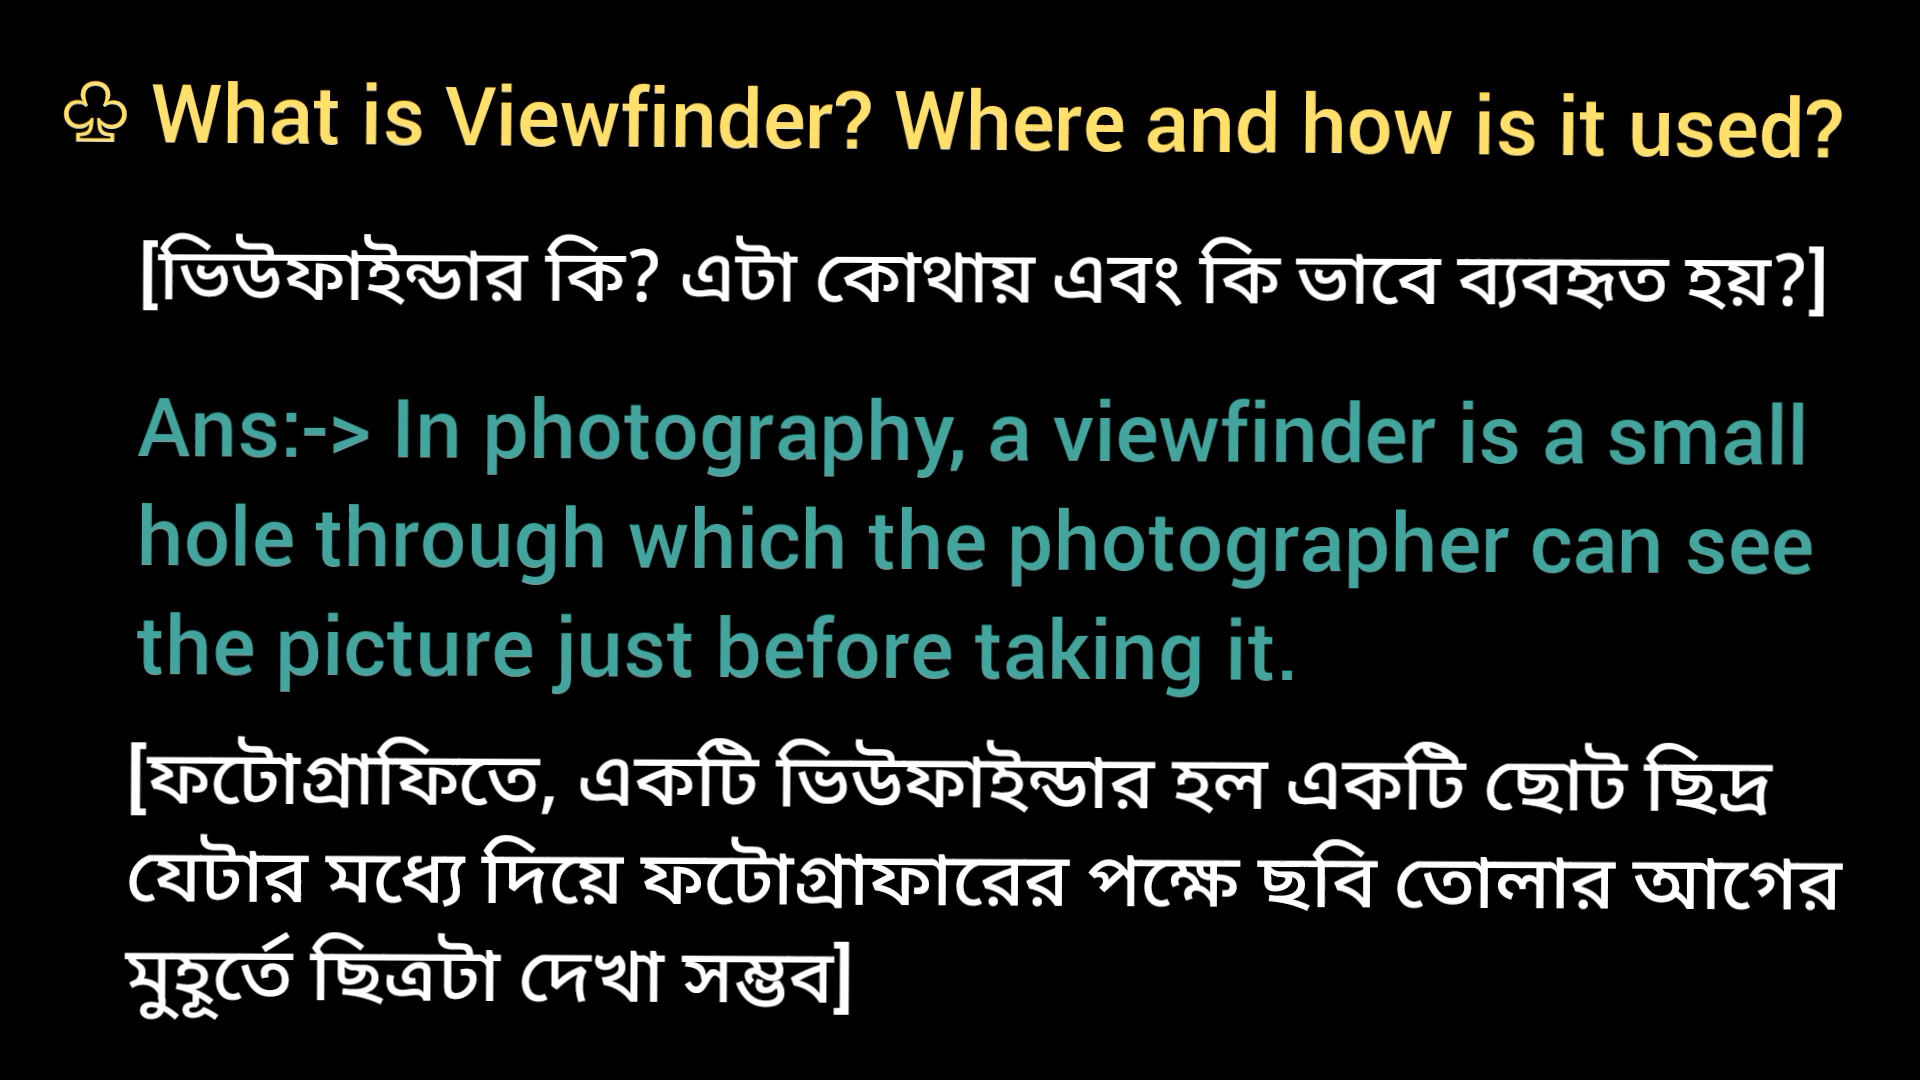 ♧ What is Viewfinder? Where and how is it used?
[ভিউফাইন্ডার কি? এটা কোথায় এবং কি ভাবে ব্যবহৃত হয়?]
Ans:-> In photography, a viewfinder is a small
hole through which the photographer can see
the picture just before taking it.
[ফটোগ্রাফিতে, একটি ভিউফাইন্ডার হল একটি ছোট ছিদ্র
যেটার মধ্যে দিয়ে ফটোগ্রাফারের পক্ষে ছবি তোলার আগের
মুহূর্তে ছিত্রটা দেখা সম্ভব]